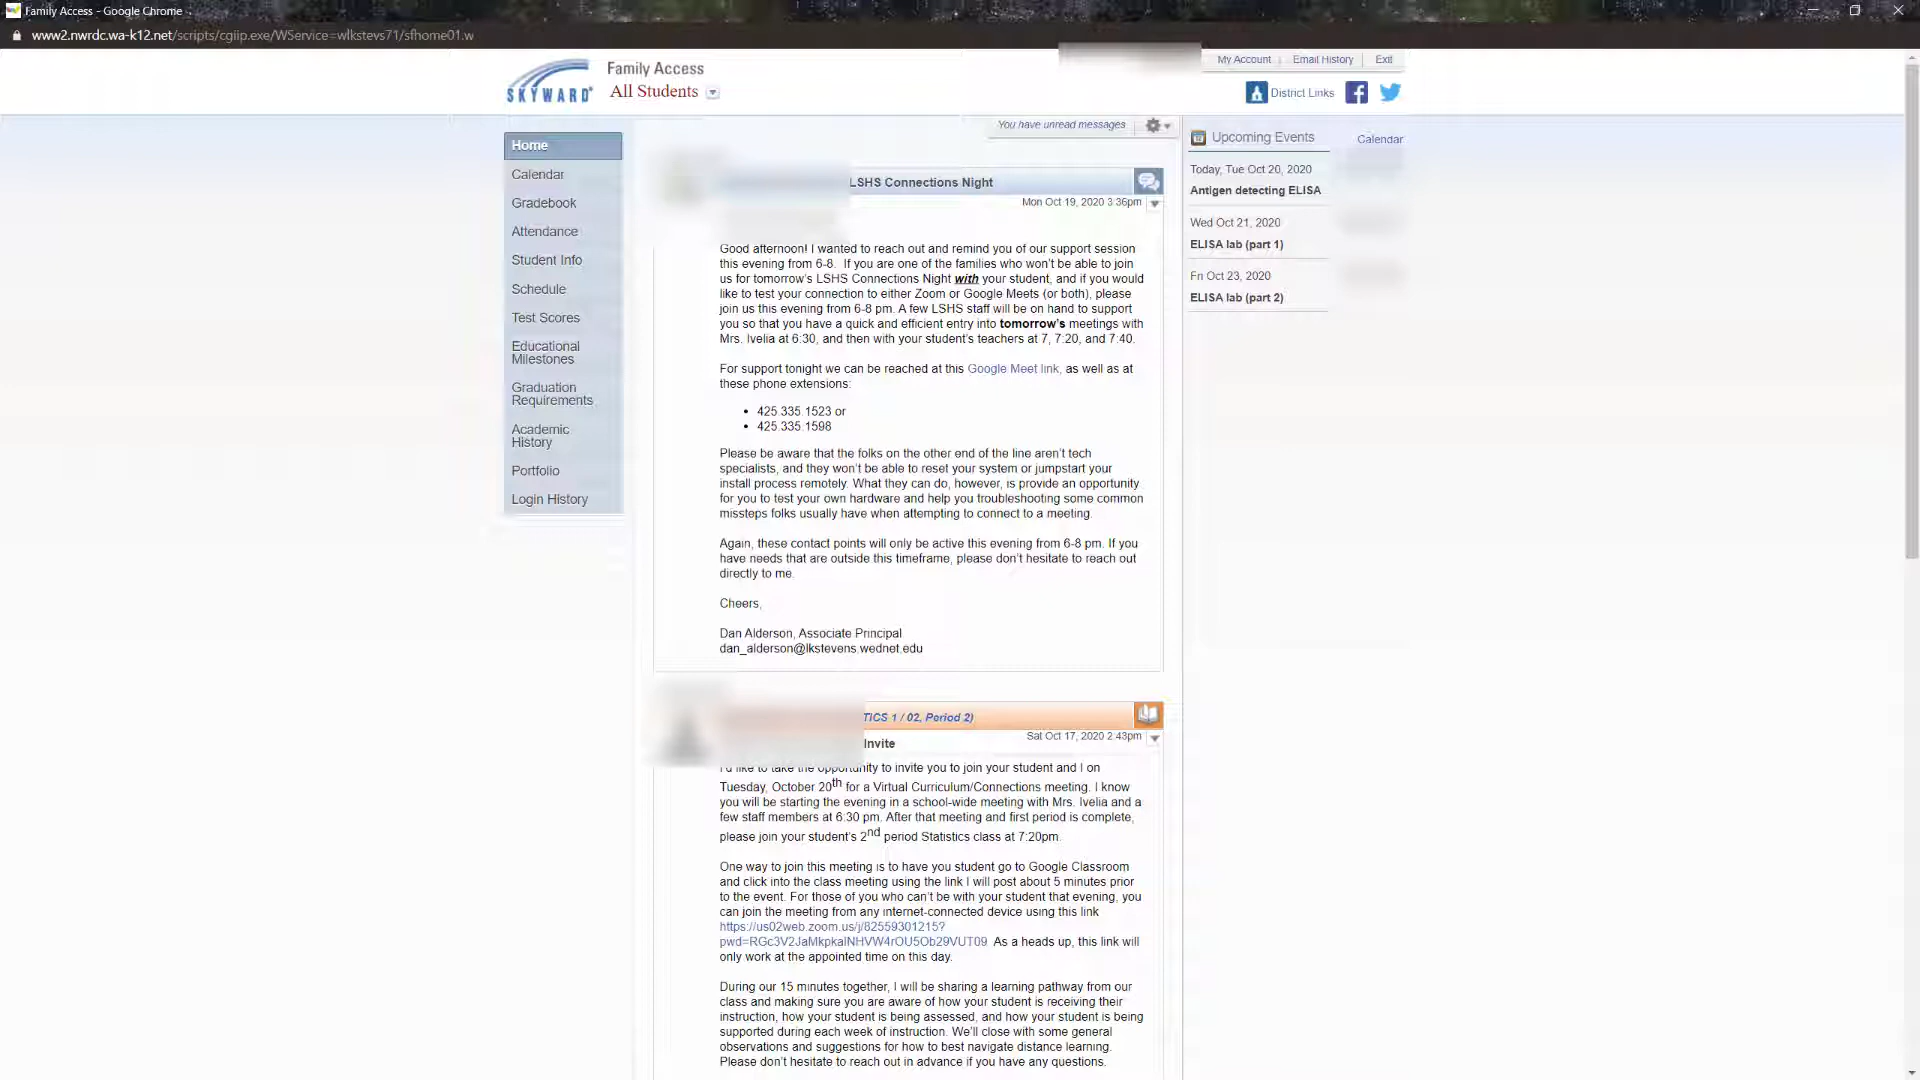 Family Access - Google Chrome
www2.nwrdc.wa-k12.net/scripts/cgiip.exe/WService=wlkstevs71/sfhome01.w
My Account
Email History
Exit
SKYWARD®
Family Access
All Students
District Links
Home
Calendar
Gradebook
Attendance
Student Info
Schedule
Test Scores
Educational
Milestones
Graduation
Requirements
Academic
History
Portfolio
Login History
You have unread messages
LSHS Connections Night
Mon Oct 19, 2020 3:36pm
Good afternoon! I wanted to reach out and remind you of our support session
this evening from 6-8. If you are one of the families who won't be able to join
us for tomorrow's LSHS Connections Night with your student, and if you would
like to test your connection to either Zoom or Google Meets (or both), please
join us this evening from 6-8 pm. A few LSHS staff will be on hand to support
you so that you have a quick and efficient entry into tomorrow's meetings with
Mrs. Ivelia at 6:30, and then with your student's teachers at 7, 7:20, and 7:40.
For support tonight we can be reached at this Google Meet link, as well as at
these phone extensions:
• 425.335.1523 or
• 425.335.1598
Please be aware that the folks on the other end of the line aren't tech
specialists, and they won't be able to reset your system or jumpstart your
install process remotely. What they can do, however, is provide an opportunity
for you to test your own hardware and help you troubleshooting some common
missteps folks usually have when attempting to connect to a meeting.
Again, these contact points will only be active this evening from 6-8 pm. If you
have needs that are outside this timeframe, please don't hesitate to reach out
directly to me.
Cheers,
Dan Alderson, Associate Principal
dan_alderson@lkstevens.wednet.edu
TICS 1 / 02, Period 2)
Invite
Sat Oct 17, 2020 2:43pm
I'd like to take the opportunity to invite you to join your student and I on
Tuesday, October 20th for a Virtual Curriculum/Connections meeting. I know
you will be starting the evening in a school-wide meeting with Mrs. Ivelia and a
few staff members at 6:30 pm. After that meeting and first period is complete,
please join your student's 2nd period Statistics class at 7:20pm.
One way to join this meeting is to have you student go to Google Classroom
and click into the class meeting using the link I will post about 5 minutes prior
to the event. For those of you who can't be with your student that evening, you
can join the meeting from any internet-connected device using this link
https://us02web.zoom.us/j/82559301215?
pwd=RGc3V2JaMkpkalNHVW4rOU5Ob29VUT09 As a heads up, this link will
only work at the appointed time on this day.
During our 15 minutes together, I will be sharing a learning pathway from our
class and making sure you are aware of how your student is receiving their
instruction, how your student is being assessed, and how your student is being
supported during each week of instruction. We'll close with some general
observations and suggestions for how to best navigate distance learning.
Please don't hesitate to reach out in advance if you have any questions.
Upcoming Events
Calendar
Today, Tue Oct 20, 2020
Antigen detecting ELISA
Wed Oct 21, 2020
ELISA lab (part 1)
Fri Oct 23, 2020
ELISA lab (part 2)